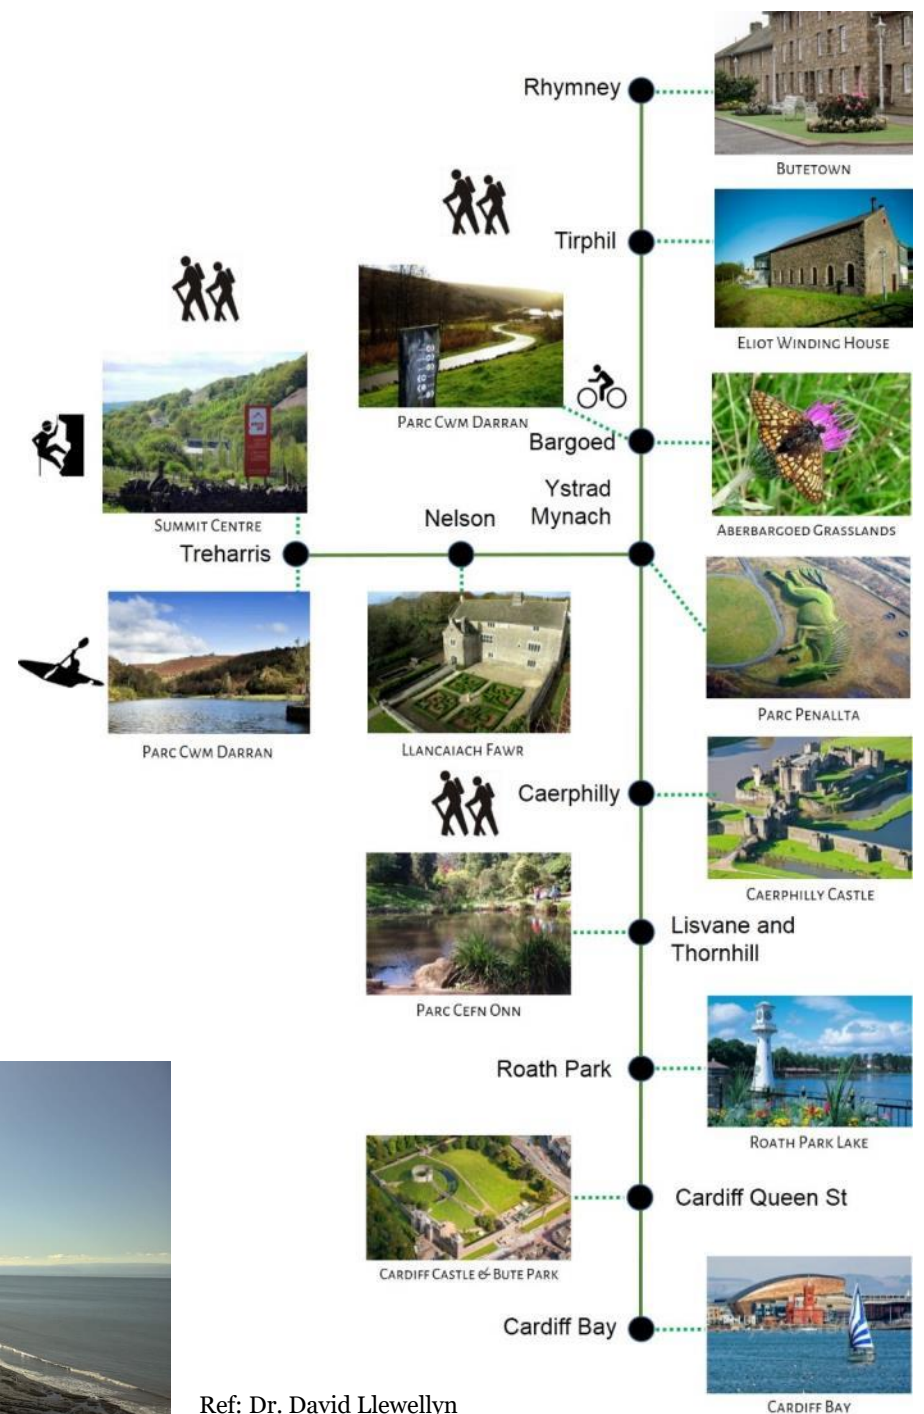 Rhymney
BUTETOWN
Tirphil
ELIOT WINDING HOUSE
PARC CWM DARRAN
Bargoed
ABERBARGOED GRASSLANDS
Ystrad
Mynach
SUMMIT CENTRE
Nelson
Treharris
PARC PENALLTA
PARC CWM DARRAN
LLANCAIACH FAWR
Caerphilly
CAERPHILLY CASTLE
Lisvane and
Thornhill
PARC CEFN ONN
Roath Park
ROATH PARK LAKE
Cardiff Queen St
CARDIFF CASTLE & BUTE PARK
Cardiff Bay
CARDIFF BAY
Ref: Dr. David Llewellyn